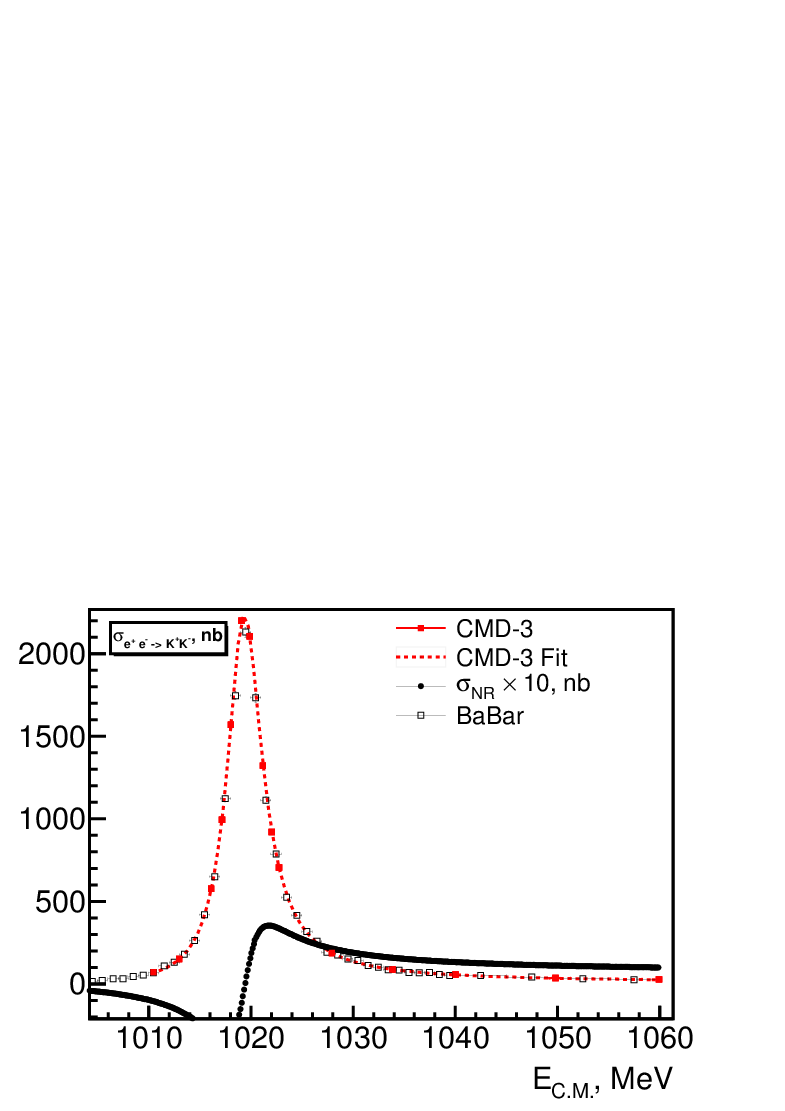 σe⁺ e⁻ -> K⁺K⁻, nb
CMD-3
CMD-3 Fit
σNR × 10, nb
BaBar
2000
1500
1000
500
0
1010 1020 1030 1040 1050 1060
EC.M., MeV